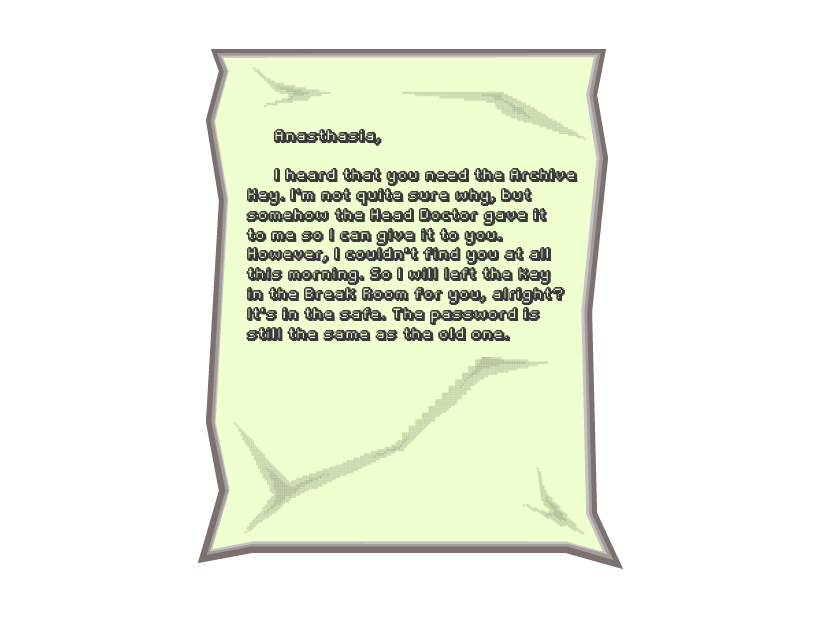 Anasthasia,
I heard that you need the Archive
Key. I'm not quite sure why, but
somehow the Head Doctor gave it
to me so I can give it to you.
However, I couldn't find you at all
this morning. So I will left the key
in the Break Room for you, alright?
It's in the safe. The password is
still the same as the old one.